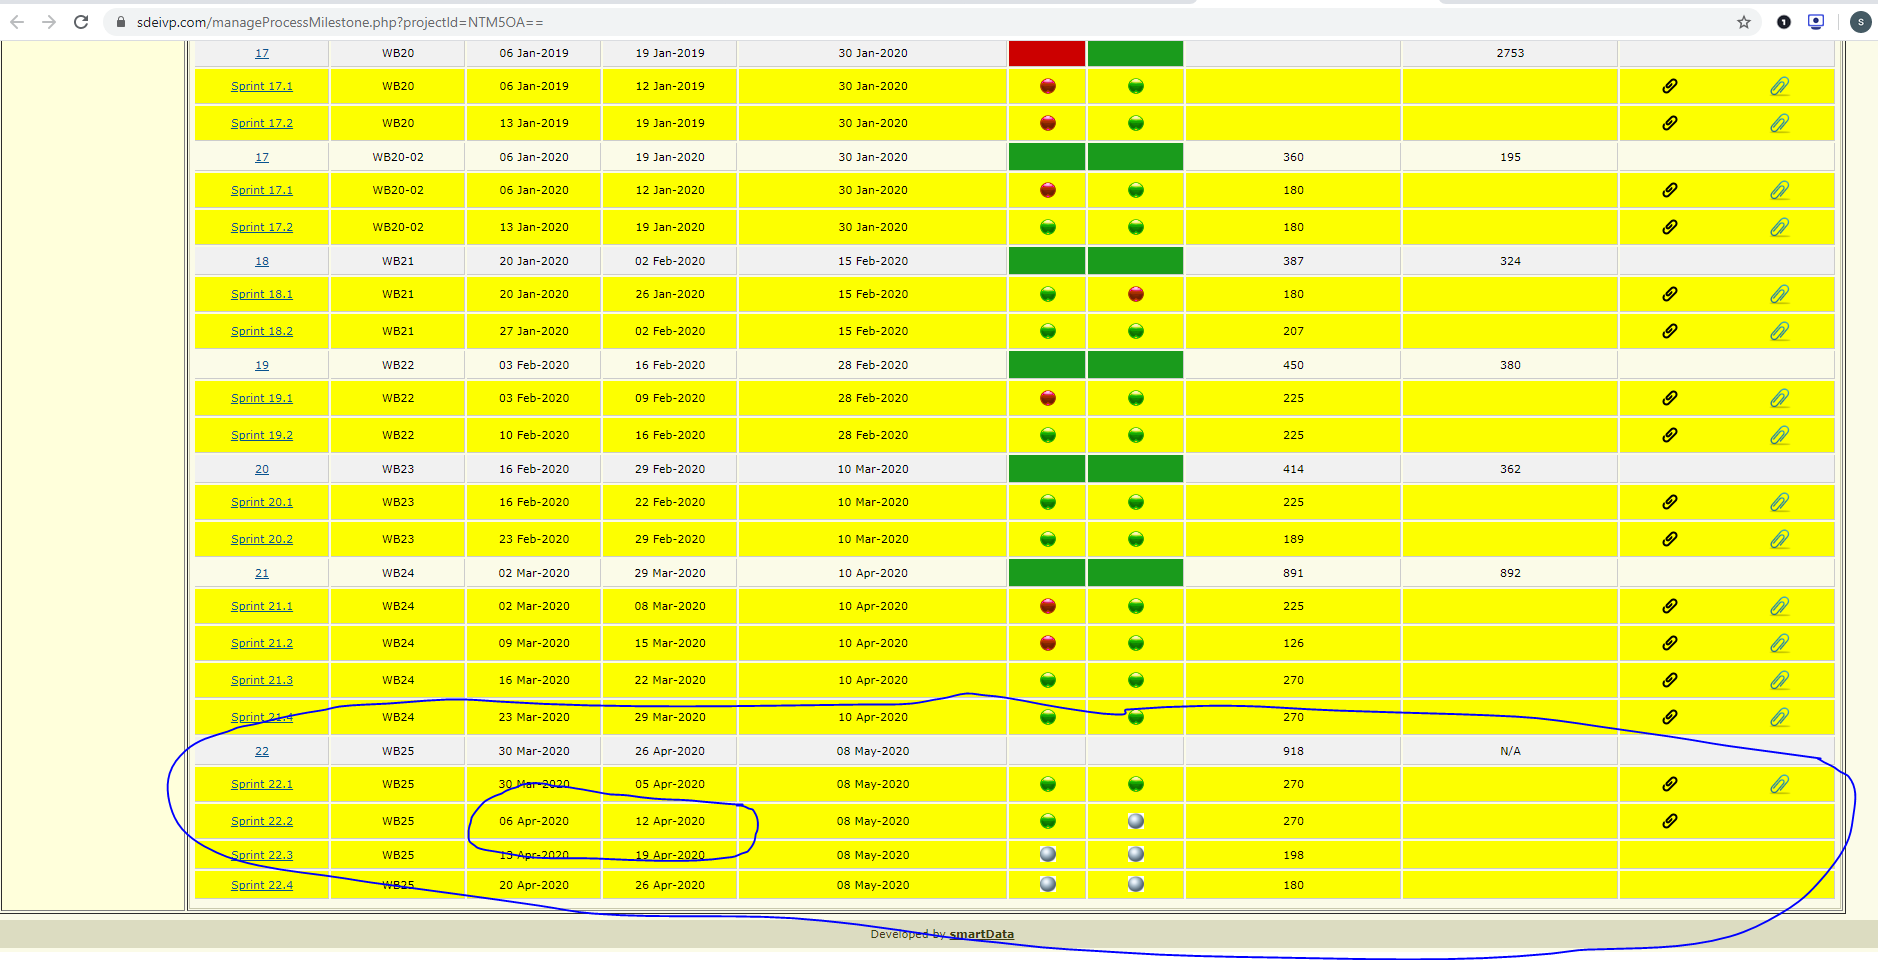 sdeivp.com/manageProcessMilestone.php?projectId=NTM5OA==
1
S
17 WB20 06 Jan-2019 19 Jan-2019 30 Jan-2020 2753
Sprint 17.1 WB20 06 Jan-2019 12 Jan-2019 30 Jan-2020
Sprint 17.2 WB20 13 Jan-2019 19 Jan-2019 30 Jan-2020
17 WB20-02 06 Jan-2020 19 Jan-2020 30 Jan-2020 360 195
Sprint 17.1 WB20-02 06 Jan-2020 12 Jan-2020 30 Jan-2020 180
Sprint 17.2 WB20-02 13 Jan-2020 19 Jan-2020 30 Jan-2020 180
18 WB21 20 Jan-2020 02 Feb-2020 15 Feb-2020 387 324
Sprint 18.1 WB21 20 Jan-2020 26 Jan-2020 15 Feb-2020 180
Sprint 18.2 WB21 27 Jan-2020 02 Feb-2020 15 Feb-2020 207
19 WB22 03 Feb-2020 16 Feb-2020 28 Feb-2020 450 380
Sprint 19.1 WB22 03 Feb-2020 09 Feb-2020 28 Feb-2020 225
Sprint 19.2 WB22 10 Feb-2020 16 Feb-2020 28 Feb-2020 225
20 WB23 16 Feb-2020 29 Feb-2020 10 Mar-2020 414 362
Sprint 20.1 WB23 16 Feb-2020 22 Feb-2020 10 Mar-2020 225
Sprint 20.2 WB23 23 Feb-2020 29 Feb-2020 10 Mar-2020 189
21 WB24 02 Mar-2020 29 Mar-2020 10 Apr-2020 891 892
Sprint 21.1 WB24 02 Mar-2020 08 Mar-2020 10 Apr-2020 225
Sprint 21.2 WB24 09 Mar-2020 15 Mar-2020 10 Apr-2020 126
Sprint 21.3 WB24 16 Mar-2020 22 Mar-2020 10 Apr-2020 270
Sprint 21.4 WB24 23 Mar-2020 29 Mar-2020 10 Apr-2020 270
22 WB25 30 Mar-2020 26 Apr-2020 08 May-2020 918 N/A
Sprint 22.1 WB25 30 Mar-2020 05 Apr-2020 08 May-2020 270
Sprint 22.2 WB25 06 Apr-2020 12 Apr-2020 08 May-2020 270
Sprint 22.3 WB25 13 Apr-2020 19 Apr-2020 08 May-2020 198
Sprint 22.4 WB25 20 Apr-2020 26 Apr-2020 08 May-2020 180
Developed by smartData